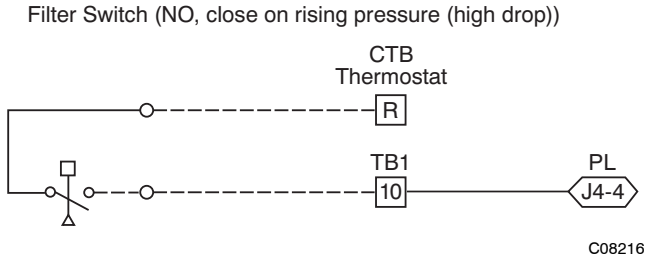 Filter Switch (NO, close on rising pressure (high drop))
CTB
Thermostat
R
TB1
10
PL
J4-4
C08216